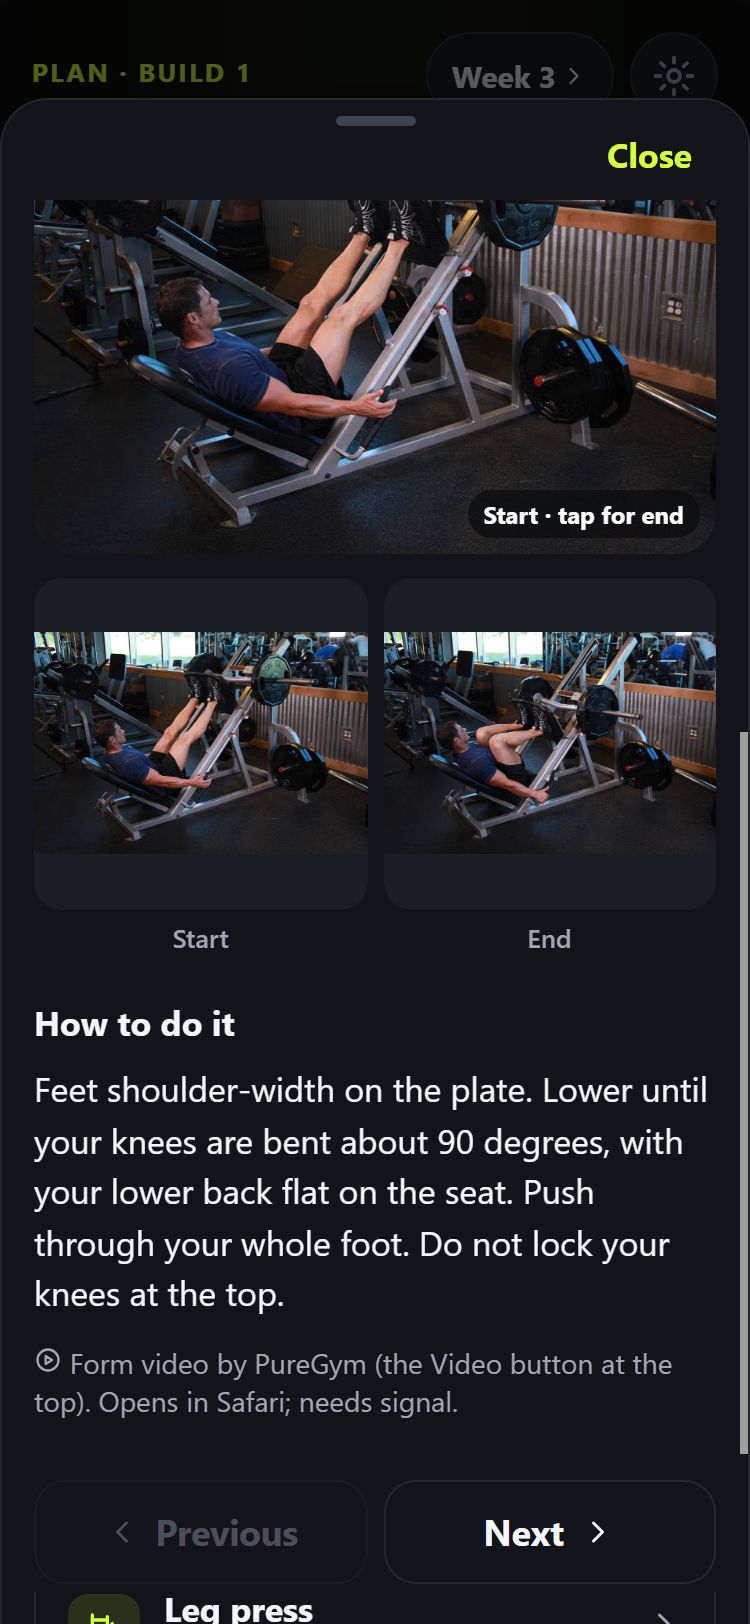 PLAN · BUILD 1
Week 3
Close
Start · tap for end
Start
End
How to do it
Feet shoulder-width on the plate. Lower until
your knees are bent about 90 degrees, with
your lower back flat on the seat. Push
through your whole foot. Do not lock your
knees at the top.
Form video by PureGym (the Video button at the
top). Opens in Safari; needs signal.
Previous
Next
Leg press